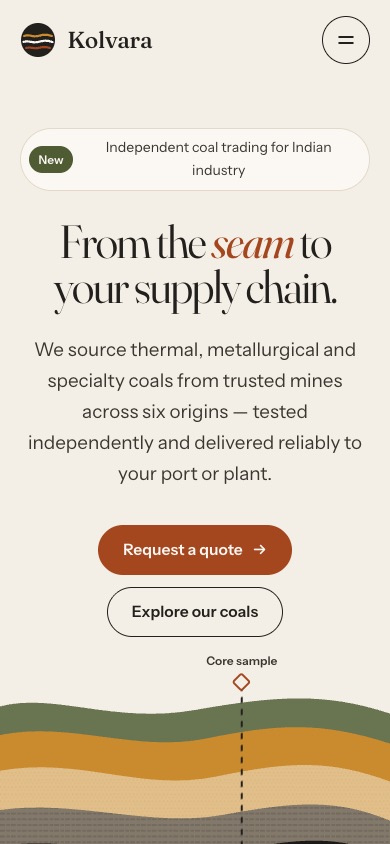 Kolvara
New
Independent coal trading for Indian
industry
From the seam to
your supply chain.
We source thermal, metallurgical and
specialty coals from trusted mines
across six origins — tested
independently and delivered reliably to
your port or plant.
Request a quote →
Explore our coals
Core sample